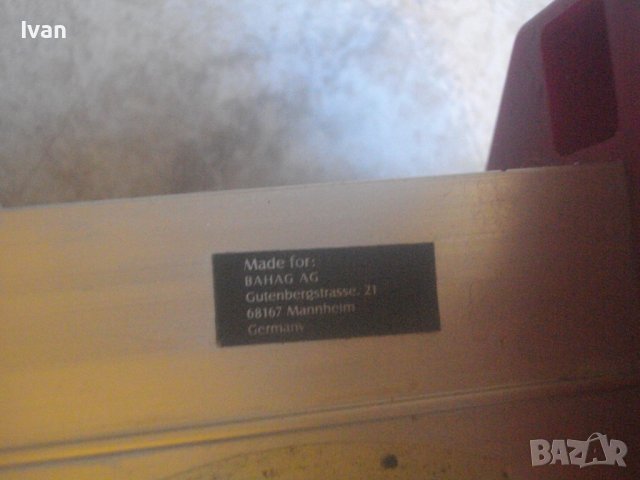 Ivan
Made for:
BAHAG AG
Gutenbergstrasse. 21
68167 Mannheim
Germany
BAZAR